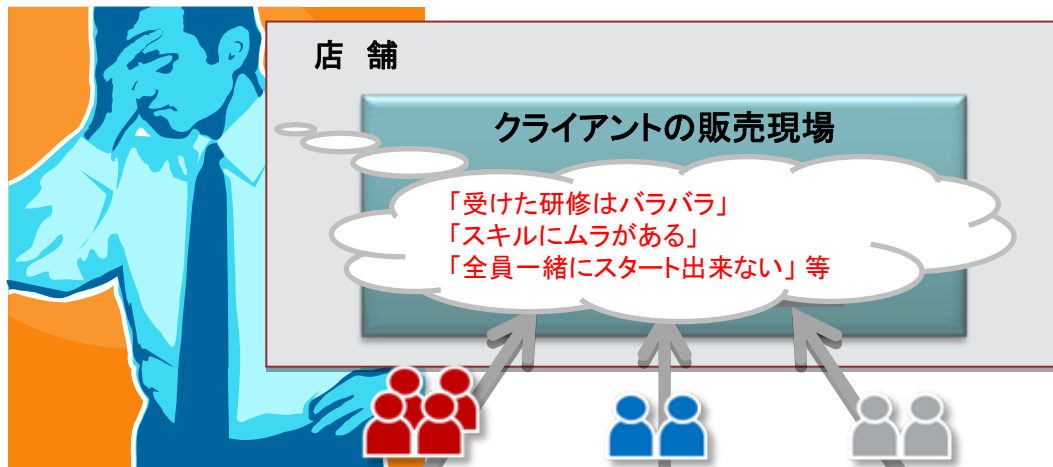 店 舗
クライアントの販売現場
「受けた研修はバラバラ」
「スキルにムラがある」
「全員一緒にスタート出来ない」 等